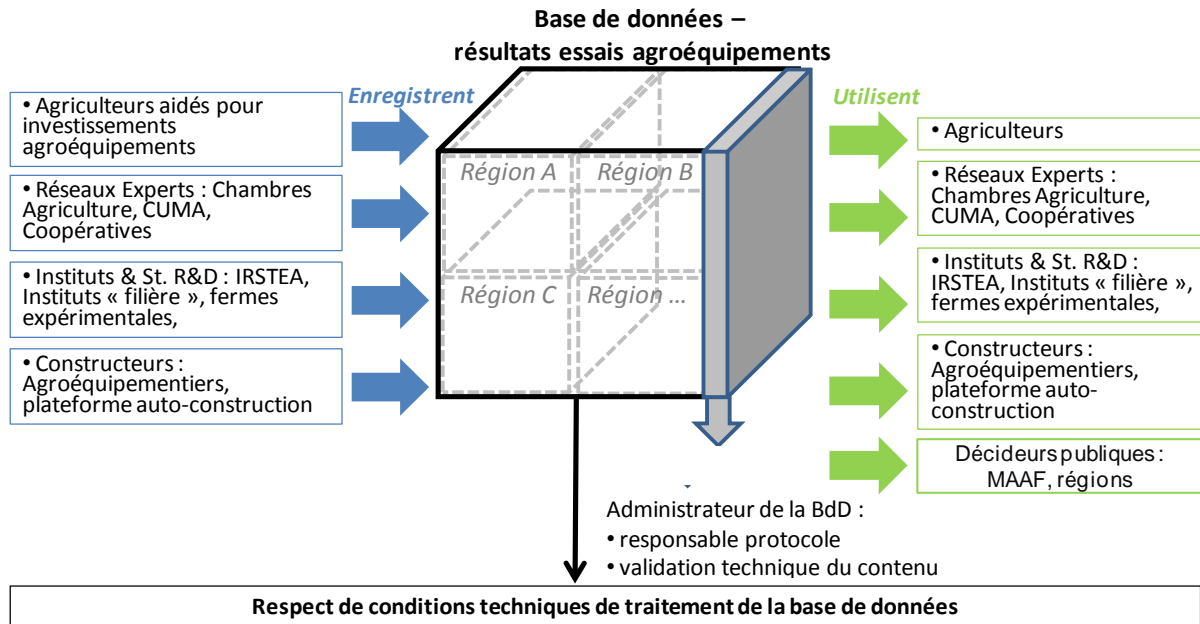 Base de données –
résultats essais agroéquipements
Enregistrent
• Agriculteurs aidés pour
investissements
agroéquipements
• Réseaux Experts : Chambres
Agriculture, CUMA,
Coopératives
• Instituts & St. R&D : IRSTEA,
Instituts « filière », fermes
expérimentales,
• Constructeurs :
Agroéquipementiers,
plateforme auto-construction
Région A
Région B
Région C
Région ...
Utilisent
• Agriculteurs
• Réseaux Experts :
Chambres Agriculture,
CUMA, Coopératives
• Instituts & St. R&D :
IRSTEA, Instituts « filière »,
fermes expérimentales,
• Constructeurs :
Agroéquipementiers,
plateforme auto-
construction
Décideurs publiques :
MAAF, régions
Administrateur de la BdD :
• responsable protocole
• validation technique du contenu
Respect de conditions techniques de traitement de la base de données